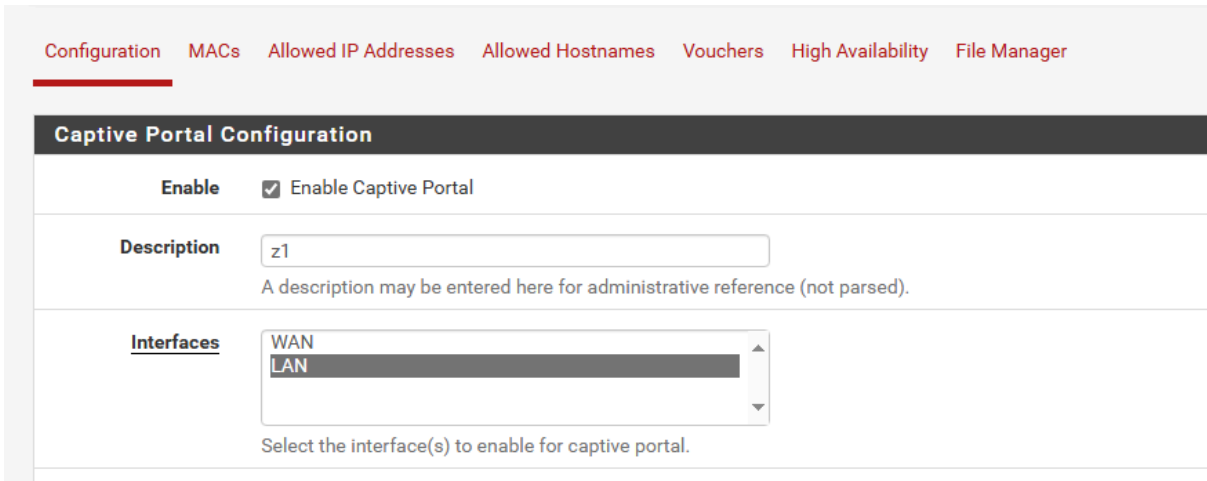 Configuration MACs Allowed IP Addresses Allowed Hostnames Vouchers High Availability File Manager
Captive Portal Configuration
Enable Enable Captive Portal
Description z1
A description may be entered here for administrative reference (not parsed).
Interfaces WAN
LAN
Select the interface(s) to enable for captive portal.